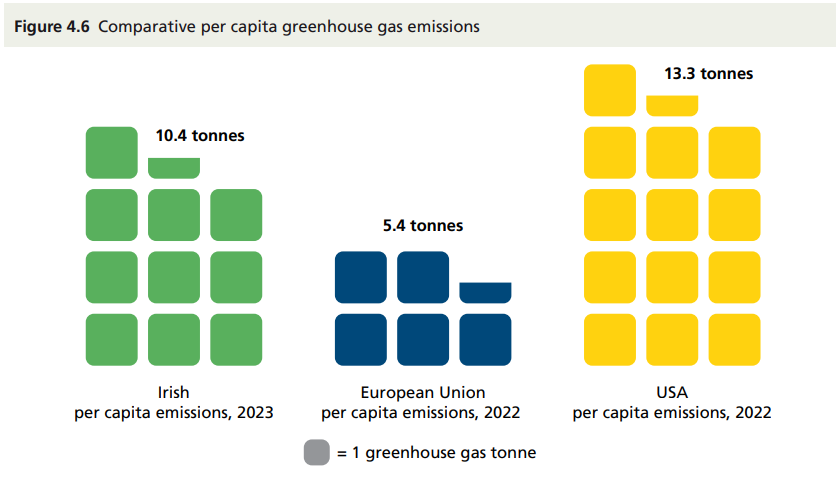 Figure 4.6 Comparative per capita greenhouse gas emissions
10.4 tonnes
5.4 tonnes
13.3 tonnes
Irish
per capita emissions, 2023
European Union
per capita emissions, 2022
USA
per capita emissions, 2022
= 1 greenhouse gas tonne